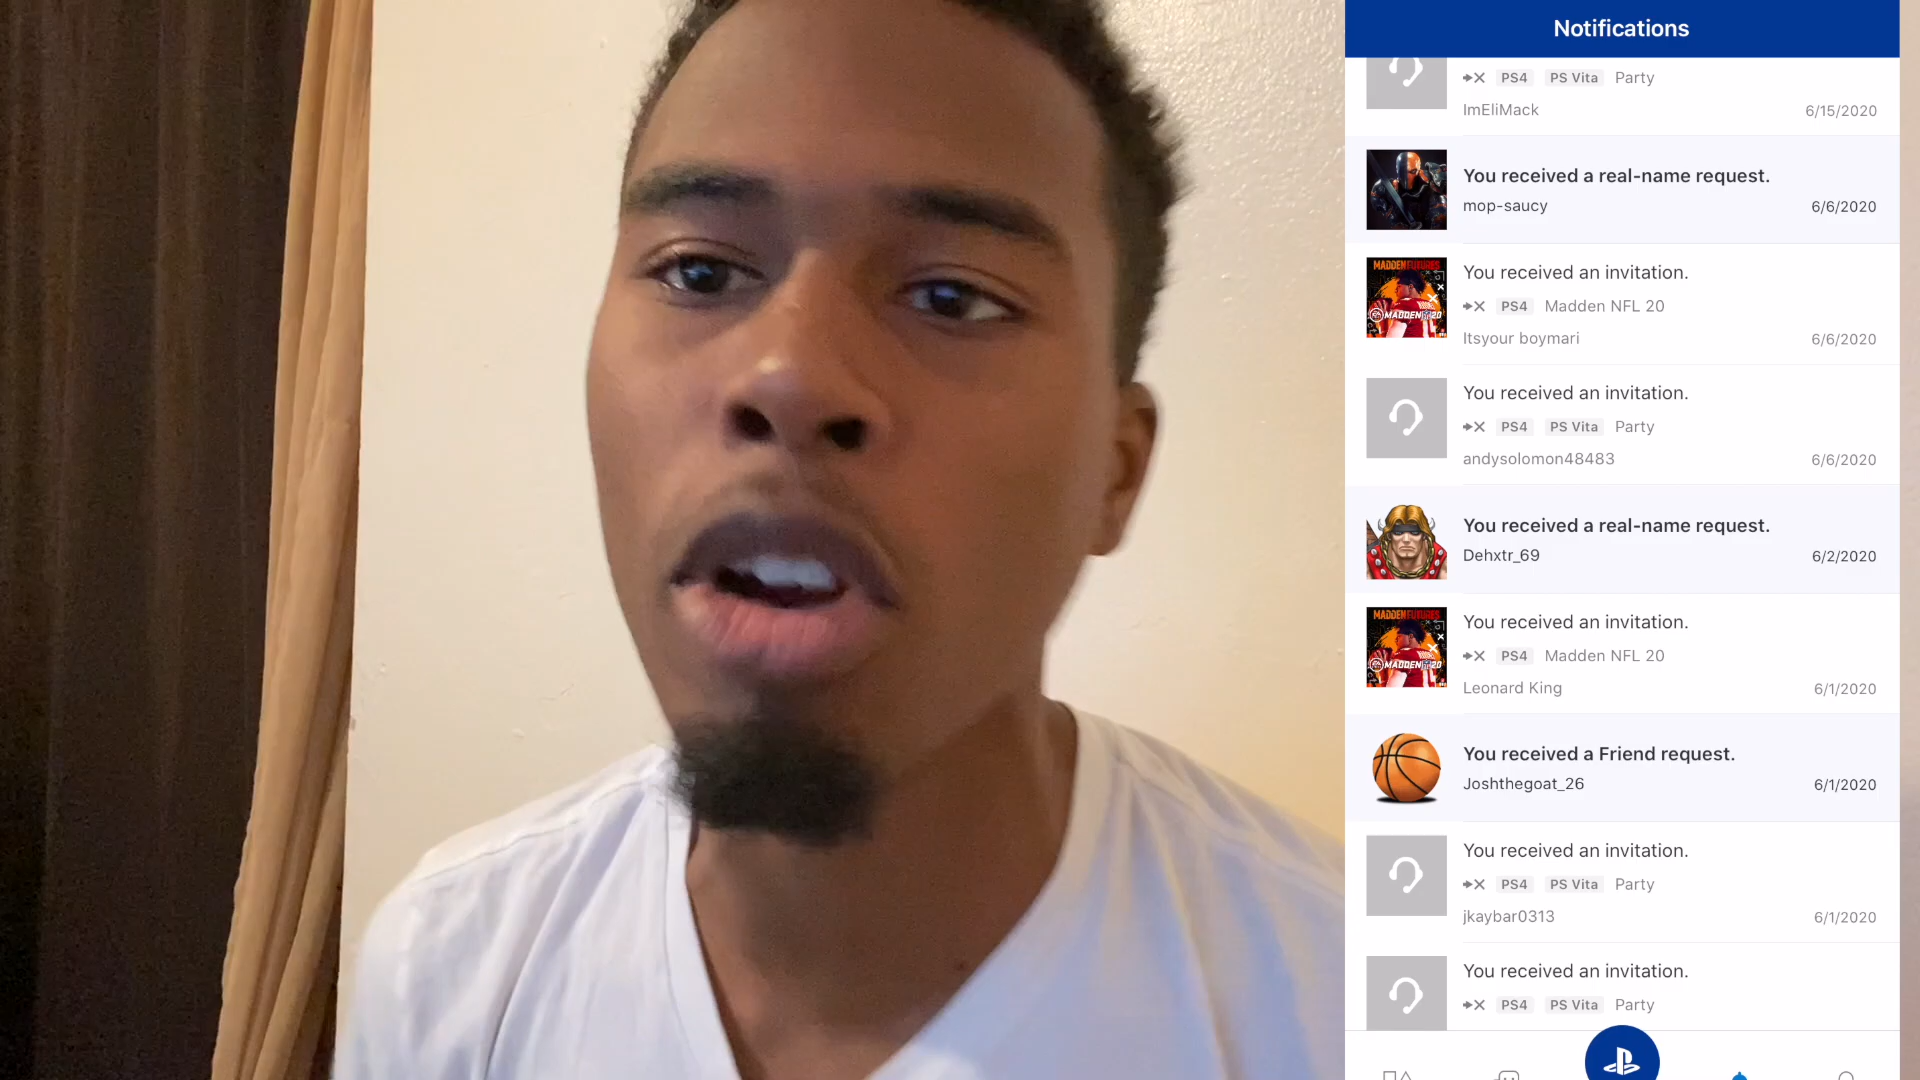 Notifications
PS4 PS Vita Party
ImEliMack 6/15/2020
You received a real-name request.
mop-saucy 6/6/2020
You received an invitation.
PS4 Madden NFL 20
Itsyour boymari 6/6/2020
You received an invitation.
PS4 PS Vita Party
andysolomon48483 6/6/2020
You received a real-name request.
Dehxtr_69 6/2/2020
You received an invitation.
PS4 Madden NFL 20
Leonard King 6/1/2020
You received a Friend request.
Joshthegoat_26 6/1/2020
You received an invitation.
PS4 PS Vita Party
jkaybar0313 6/1/2020
You received an invitation.
PS4 PS Vita Party